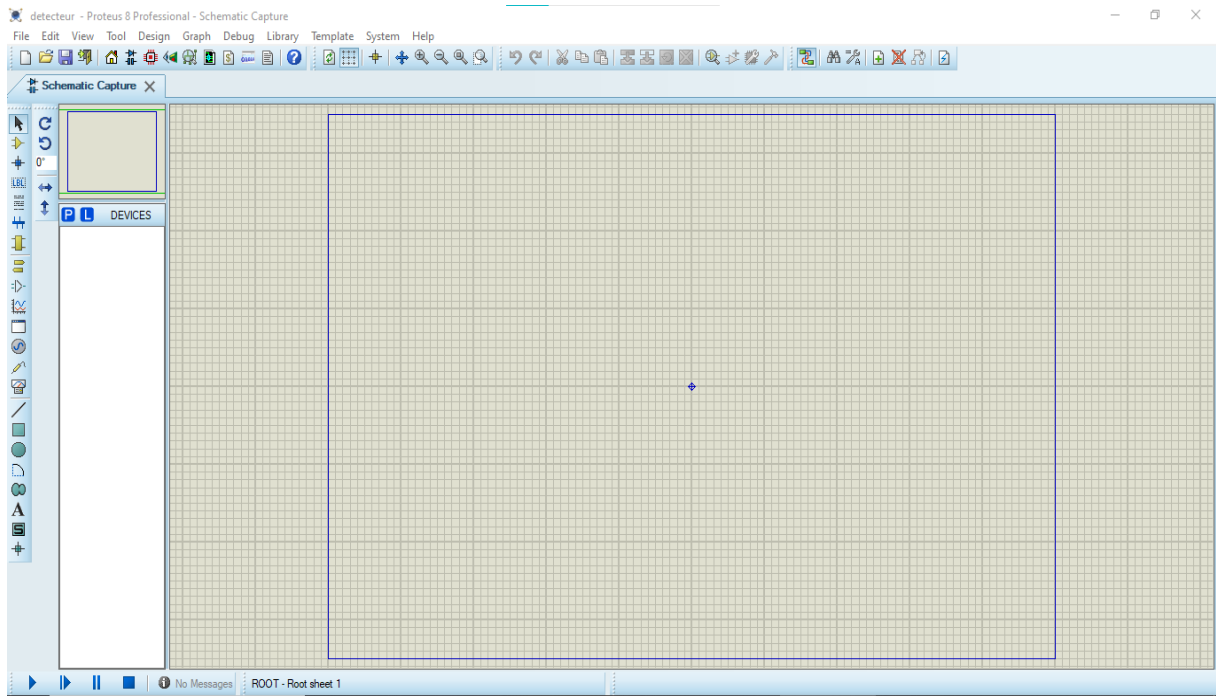 detecteur - Proteus 8 Professional - Schematic Capture
File Edit View Tool Design Graph Debug Library Template System Help
Schematic Capture
0°
LBL
P L DEVICES
A
S
No Messages ROOT - Root sheet 1